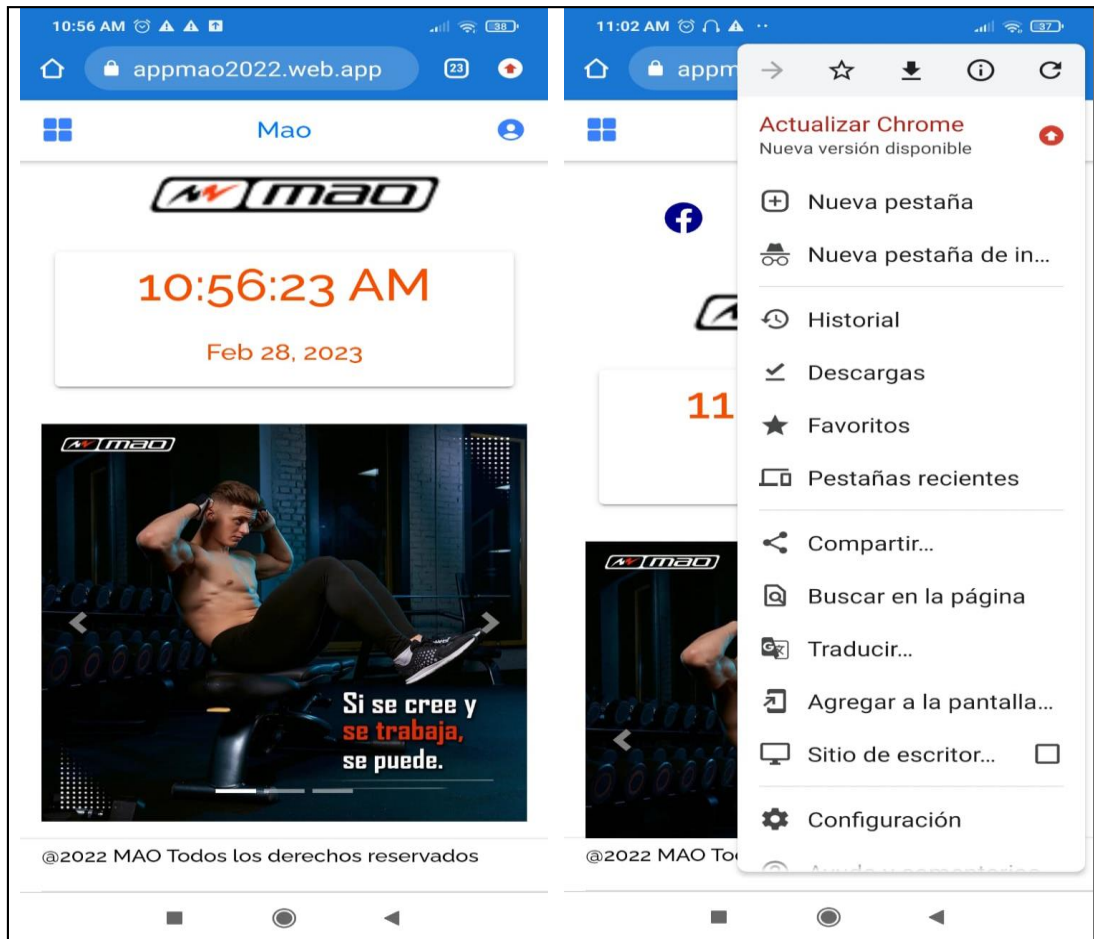 10:56 AM
38
appmao2022.web.app
23
Mao
mao
10:56:23 AM
Feb 28, 2023
mao
Si se cree y
se trabaja,
se puede.
@2022 MAO Todos los derechos reservados
11:02 AM
37
appm
Actualizar Chrome
Nueva versión disponible
Nueva pestaña
Nueva pestaña de in...
Historial
Descargas
Favoritos
Pestañas recientes
Compartir...
Buscar en la página
Traducir...
Agregar a la pantalla...
Sitio de escritor...
Configuración
Ayuda y comentarios
11
mao
@2022 MAO To